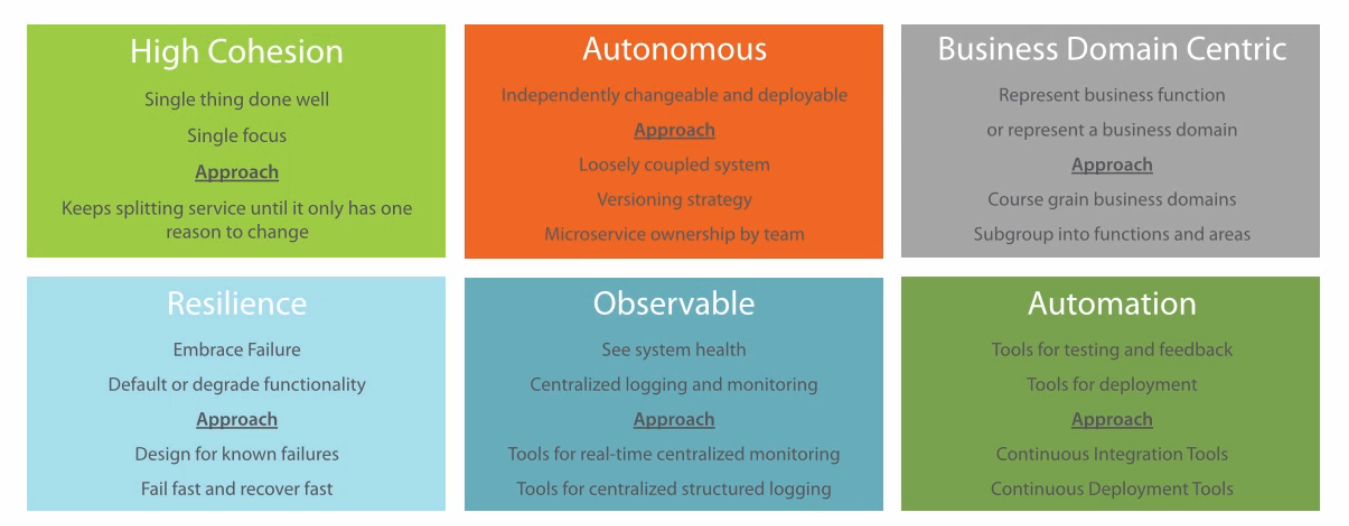 High Cohesion
Single thing done well
Single focus
Approach
Keeps splitting service until it only has one
reason to change
Autonomous
Independently changeable and deployable
Approach
Loosely coupled system
Versioning strategy
Microservice ownership by team
Business Domain Centric
Represent business function
or represent a business domain
Approach
Course grain business domains
Subgroup into functions and areas
Resilience
Embrace Failure
Default or degrade functionality
Approach
Design for known failures
Fail fast and recover fast
Observable
See system health
Centralized logging and monitoring
Approach
Tools for real-time centralized monitoring
Tools for centralized structured logging
Automation
Tools for testing and feedback
Tools for deployment
Approach
Continuous Integration Tools
Continuous Deployment Tools